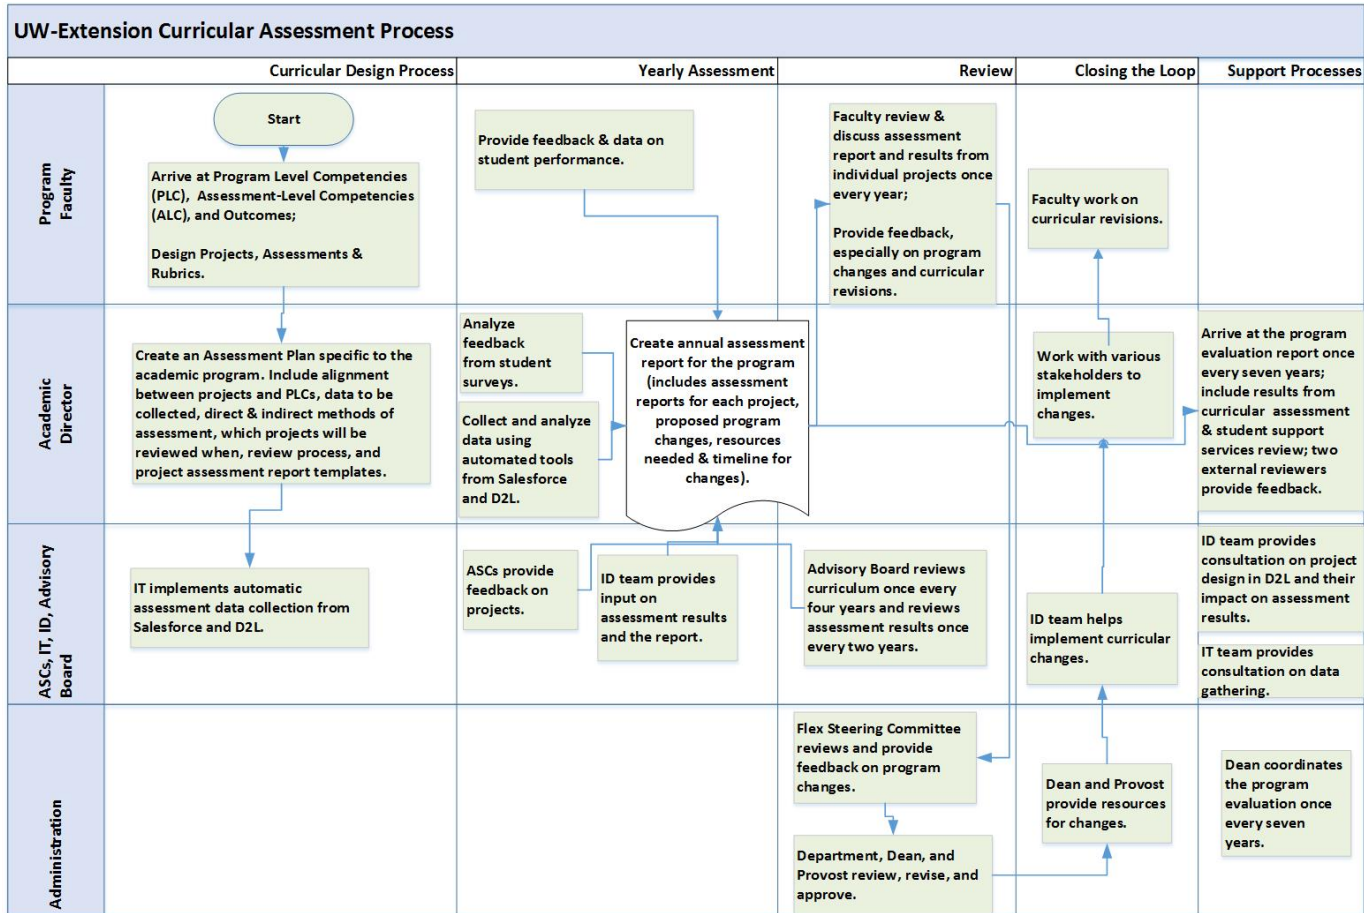 UW-Extension Curricular Assessment Process
Curricular Design Process
Yearly Assessment
Review
Closing the Loop
Support Processes
Program
Faculty
Start
Arrive at Program Level Competencies
(PLC), Assessment-Level Competencies
(ALC), and Outcomes;
Design Projects, Assessments &
Rubrics.
Provide feedback & data on
student performance.
Faculty review &
discuss assessment
report and results from
individual projects once
every year;
Provide feedback,
especially on program
changes and curricular
revisions.
Faculty work on
curricular revisions.
Academic
Director
Create an Assessment Plan specific to the
academic program. Include alignment
between projects and PLCs, data to be
collected, direct & indirect methods of
assessment, which projects will be
reviewed when, review process, and
project assessment report templates.
Analyze
feedback
from student
surveys.
Collect and analyze
data using
automated tools
from Salesforce
and D2L.
Create annual assessment
report for the program
(includes assessment
reports for each project,
proposed program
changes, resources
needed & timeline for
changes).
Work with various
stakeholders to
implement
changes.
Arrive at the program
evaluation report once
every seven years;
include results from
curricular assessment
& student support
services review; two
external reviewers
provide feedback.
ASCs, IT, ID, Advisory
Board
IT implements automatic
assessment data collection from
Salesforce and D2L.
ASCs provide
feedback on
projects.
ID team provides
input on
assessment results
and the report.
Advisory Board reviews
curriculum once every
four years and reviews
assessment results once
every two years.
ID team helps
implement curricular
changes.
ID team provides
consultation on project
design in D2L and their
impact on assessment
results.
IT team provides
consultation on data
gathering.
Administration
Flex Steering Committee
reviews and provide
feedback on program
changes.
Department, Dean, and
Provost review, revise, and
approve.
Dean and Provost
provide resources
for changes.
Dean coordinates
the program
evaluation once
every seven
years.